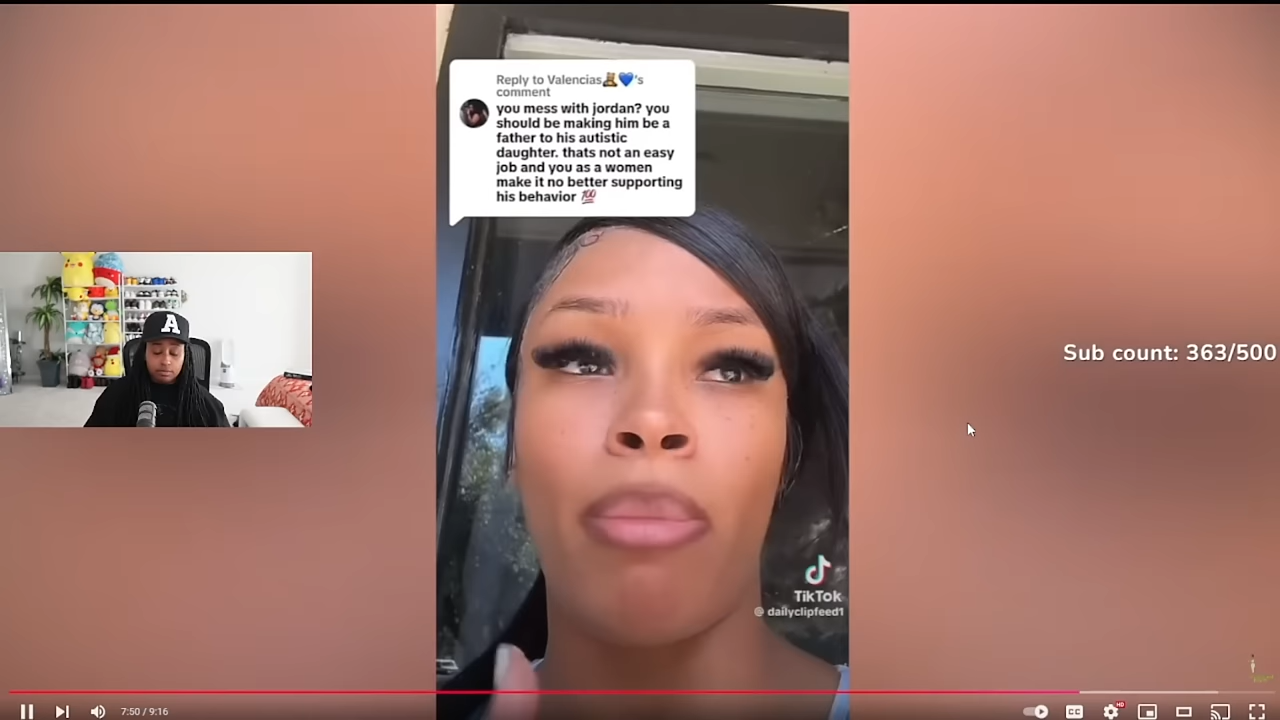 Reply to Valencias🧸💙's
comment
you mess with jordan? you
should be making him be a
father to his autistic
daughter. thats not an easy
job and you as a women
make it no better supporting
his behavior 💯
A
Sub count: 363/500
TikTok
@ dailyclipfeed1
7:50 / 9:16
CC
HD